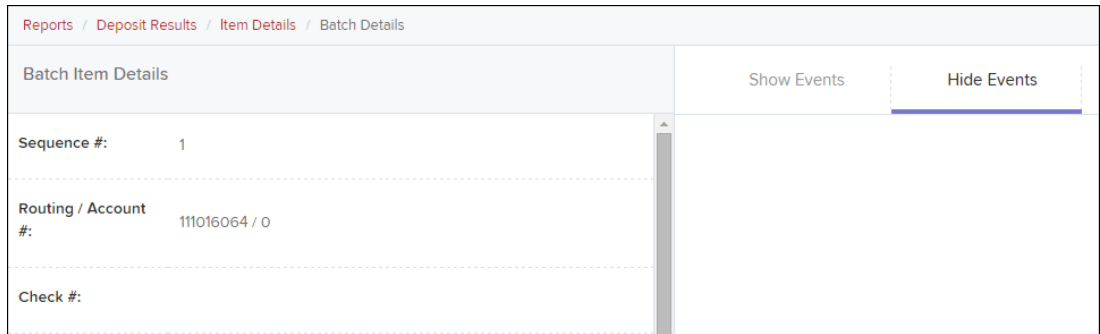 Reports / Deposit Results / Item Details / Batch Details
Batch Item Details
Show Events
Hide Events
Sequence #:
1
Routing / Account
#:
111016064 / 0
Check #: